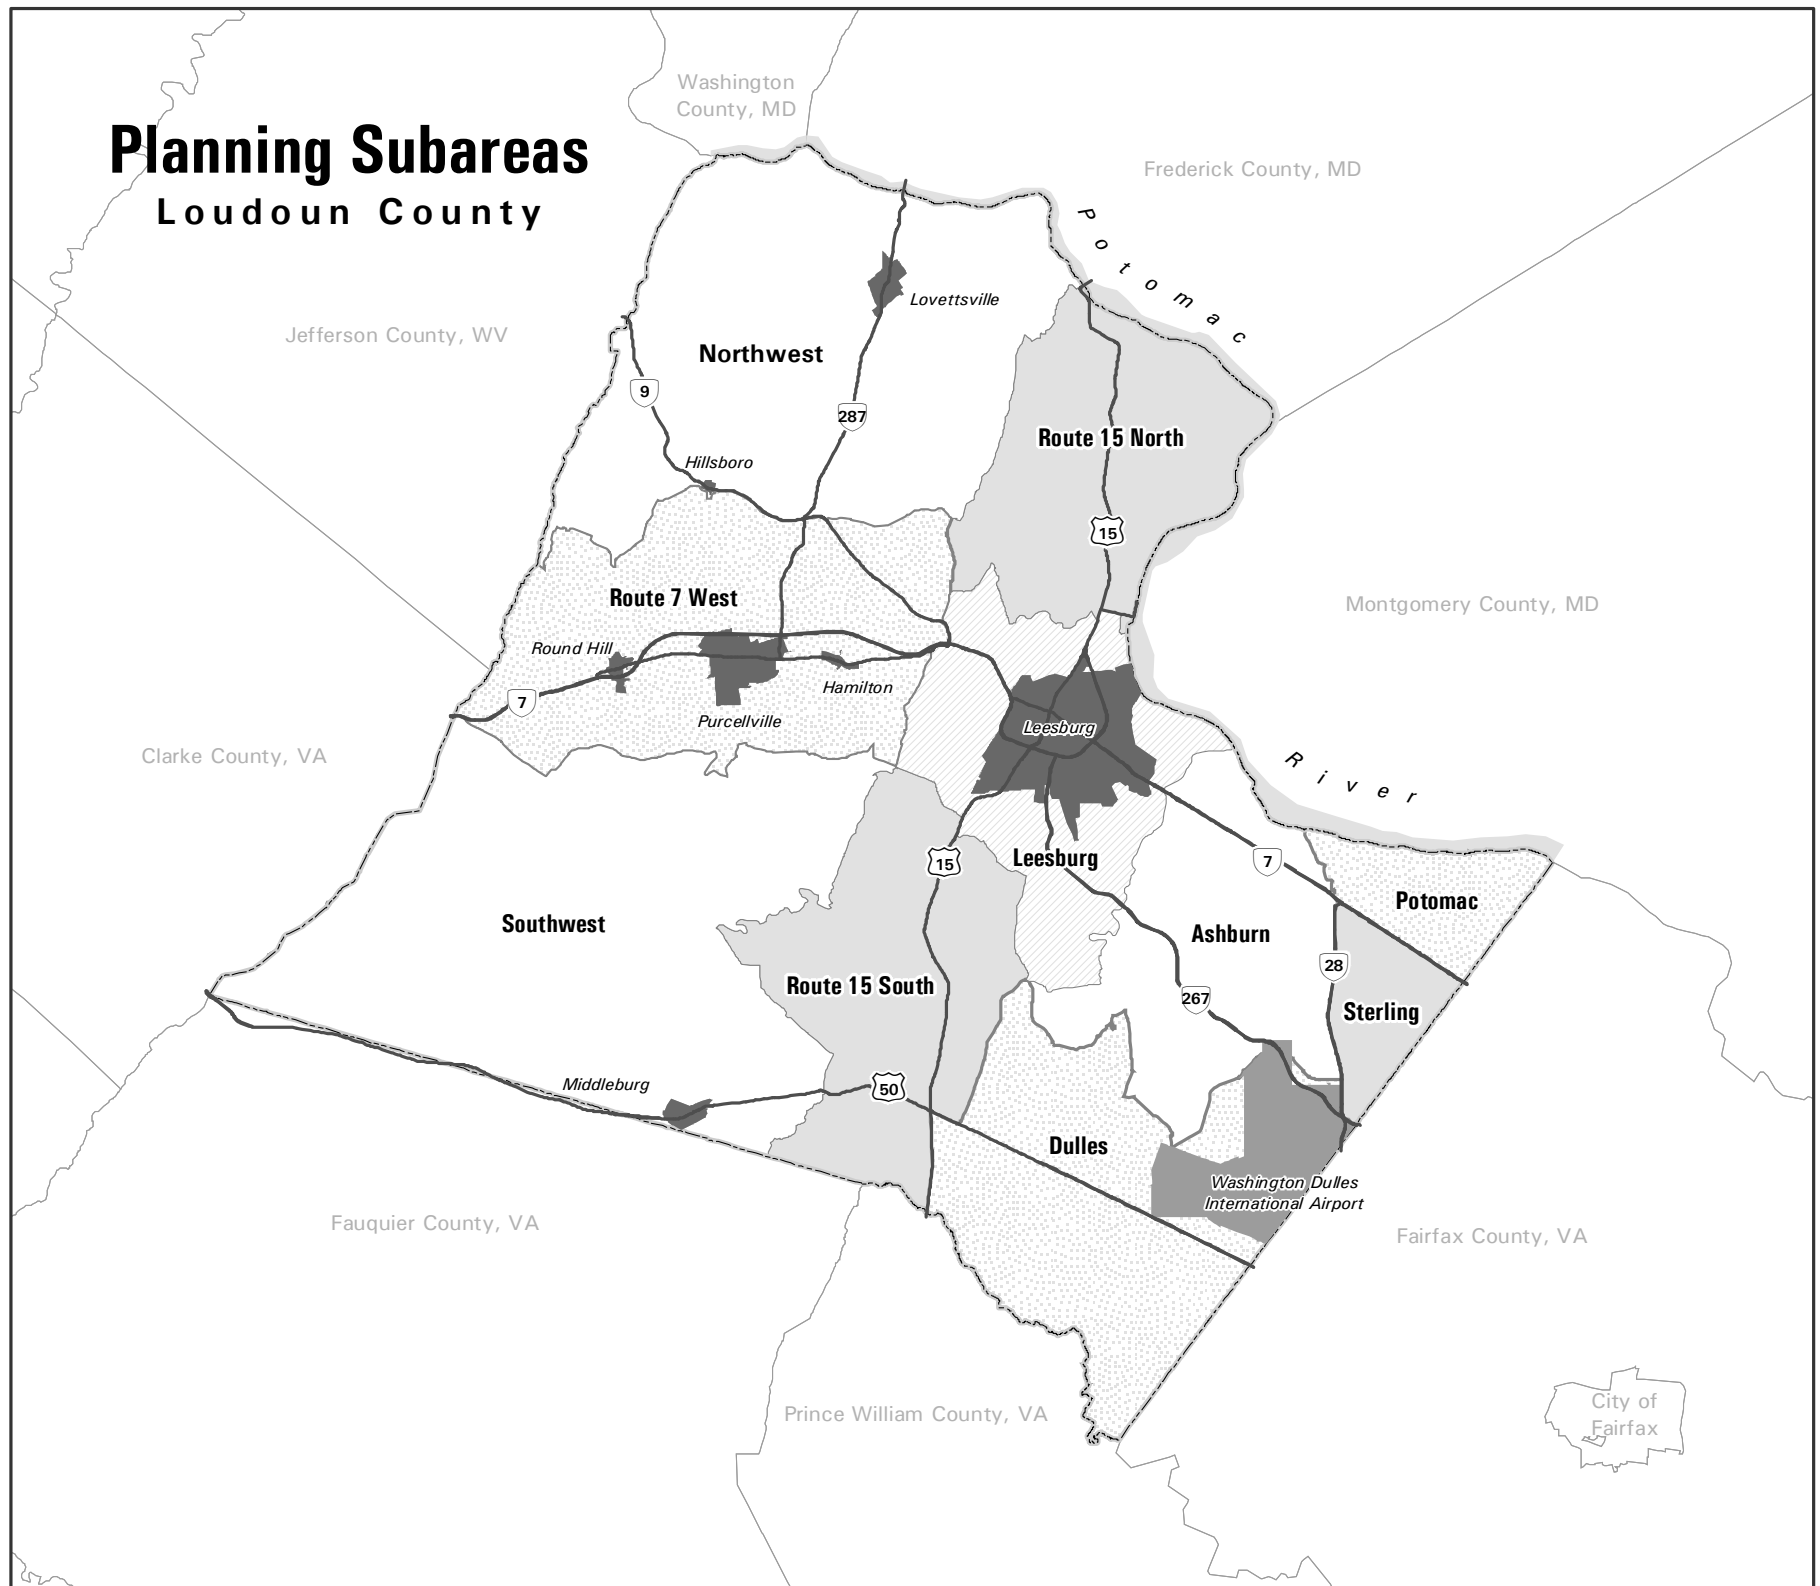 Washington
County, MD
Planning Subareas
Loudoun County
Frederick County, MD
Potomac
Lovettsville
Jefferson County, WV
Northwest
9
287
Route 15 North
Hillsboro
15
Route 7 West
Montgomery County, MD
Round Hill
Hamilton
7
Purcellville
Leesburg
Clarke County, VA
River
15
Leesburg
7
Potomac
Southwest
Ashburn
28
Route 15 South
267
Sterling
Middleburg
50
Dulles
Washington Dulles
International Airport
Fauquier County, VA
Fairfax County, VA
Prince William County, VA
City of
Fairfax